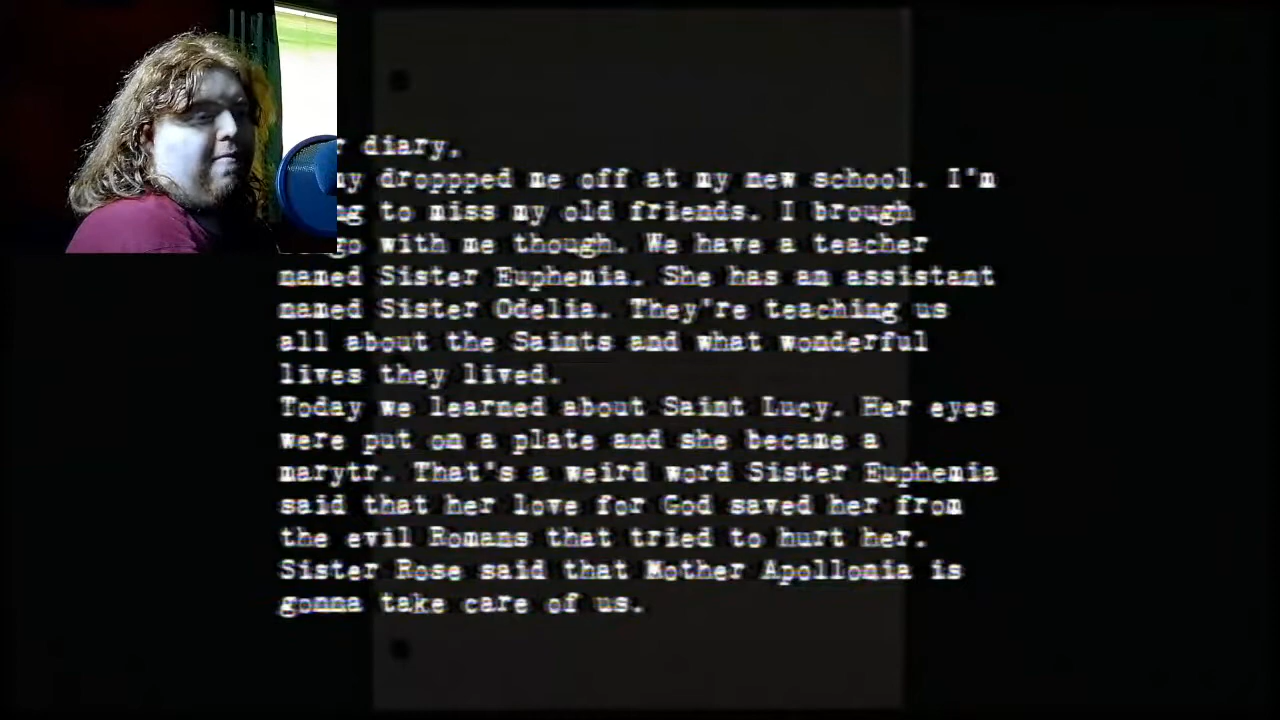 diary.
droppped me off at my new school. I'm
to miss my old friends. I brough
with me though. We have a teacher
named Sister Euphemia. She has an assistant
named Sister Odelia. They're teaching us
all about the Saints and what wonderful
lives they lived.
Today we learned about Saint Lucy. Her eyes
were put on a plate and she became a
marytr. That's a weird word Sister Euphemia
said that her love for God saved her from
the evil Romans that tried to hurt her.
Sister Rose said that Mother Apollonia is
gonna take care of us.